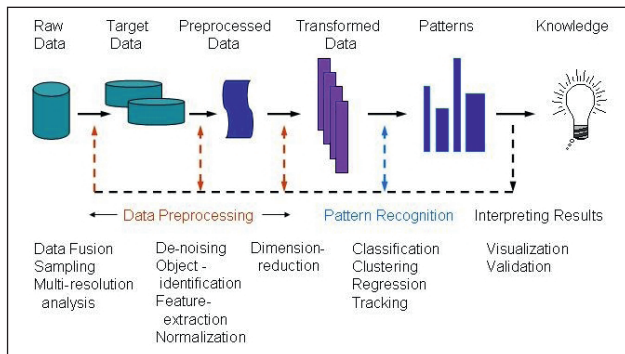 Raw Data
Target Data
Preprocessed Data
Transformed Data
Patterns
Knowledge
Data Preprocessing
Pattern Recognition
Interpreting Results
Data Fusion
Sampling
Multi-resolution
analysis
De-noising
Object -
identification
Feature-
extraction
Normalization
Dimension-
reduction
Classification
Clustering
Regression
Tracking
Visualization
Validation